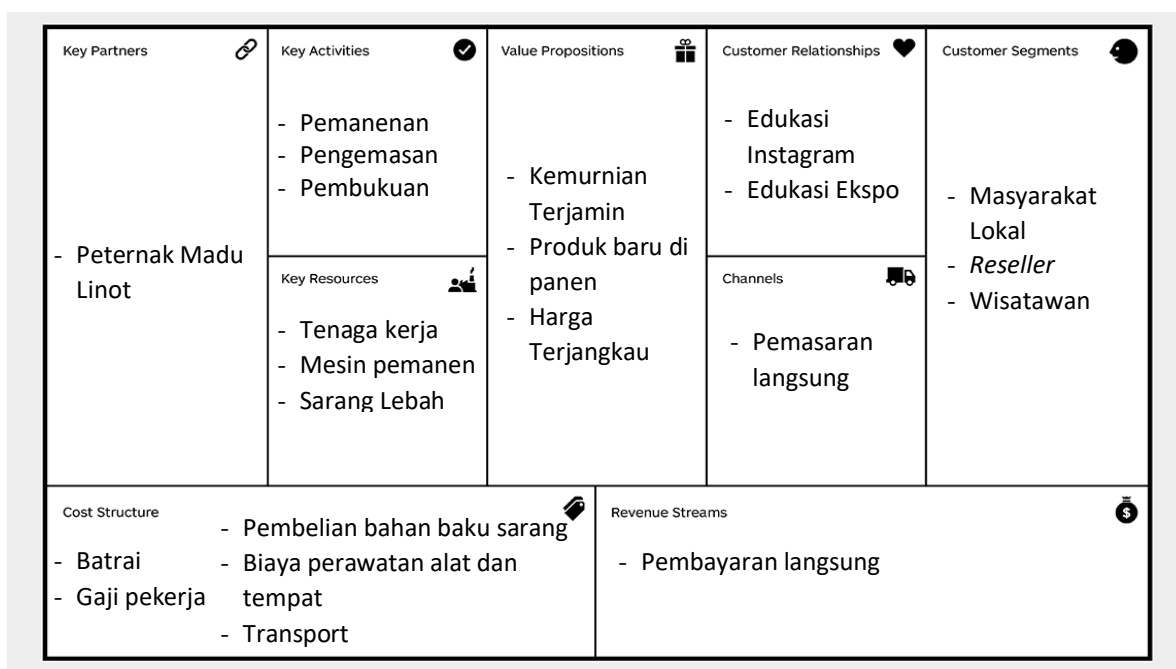 Key Partners
- Peternak Madu
Linot
Key Activities
- Pemanenan
- Pengemasan
- Pembukuan
Key Resources
- Tenaga kerja
- Mesin pemanen
- Sarang Lebah
Value Propositions
- Kemurnian
Terjamin
- Produk baru di
panen
- Harga
Terjangkau
Customer Relationships
- Edukasi
Instagram
- Edukasi Ekspo
Channels
- Pemasaran
langsung
Customer Segments
- Masyarakat
Lokal
- Reseller
- Wisatawan
Cost Structure
- Batrai
- Gaji pekerja
- Pembelian bahan baku sarang
- Biaya perawatan alat dan
tempat
- Transport
Revenue Streams
- Pembayaran langsung